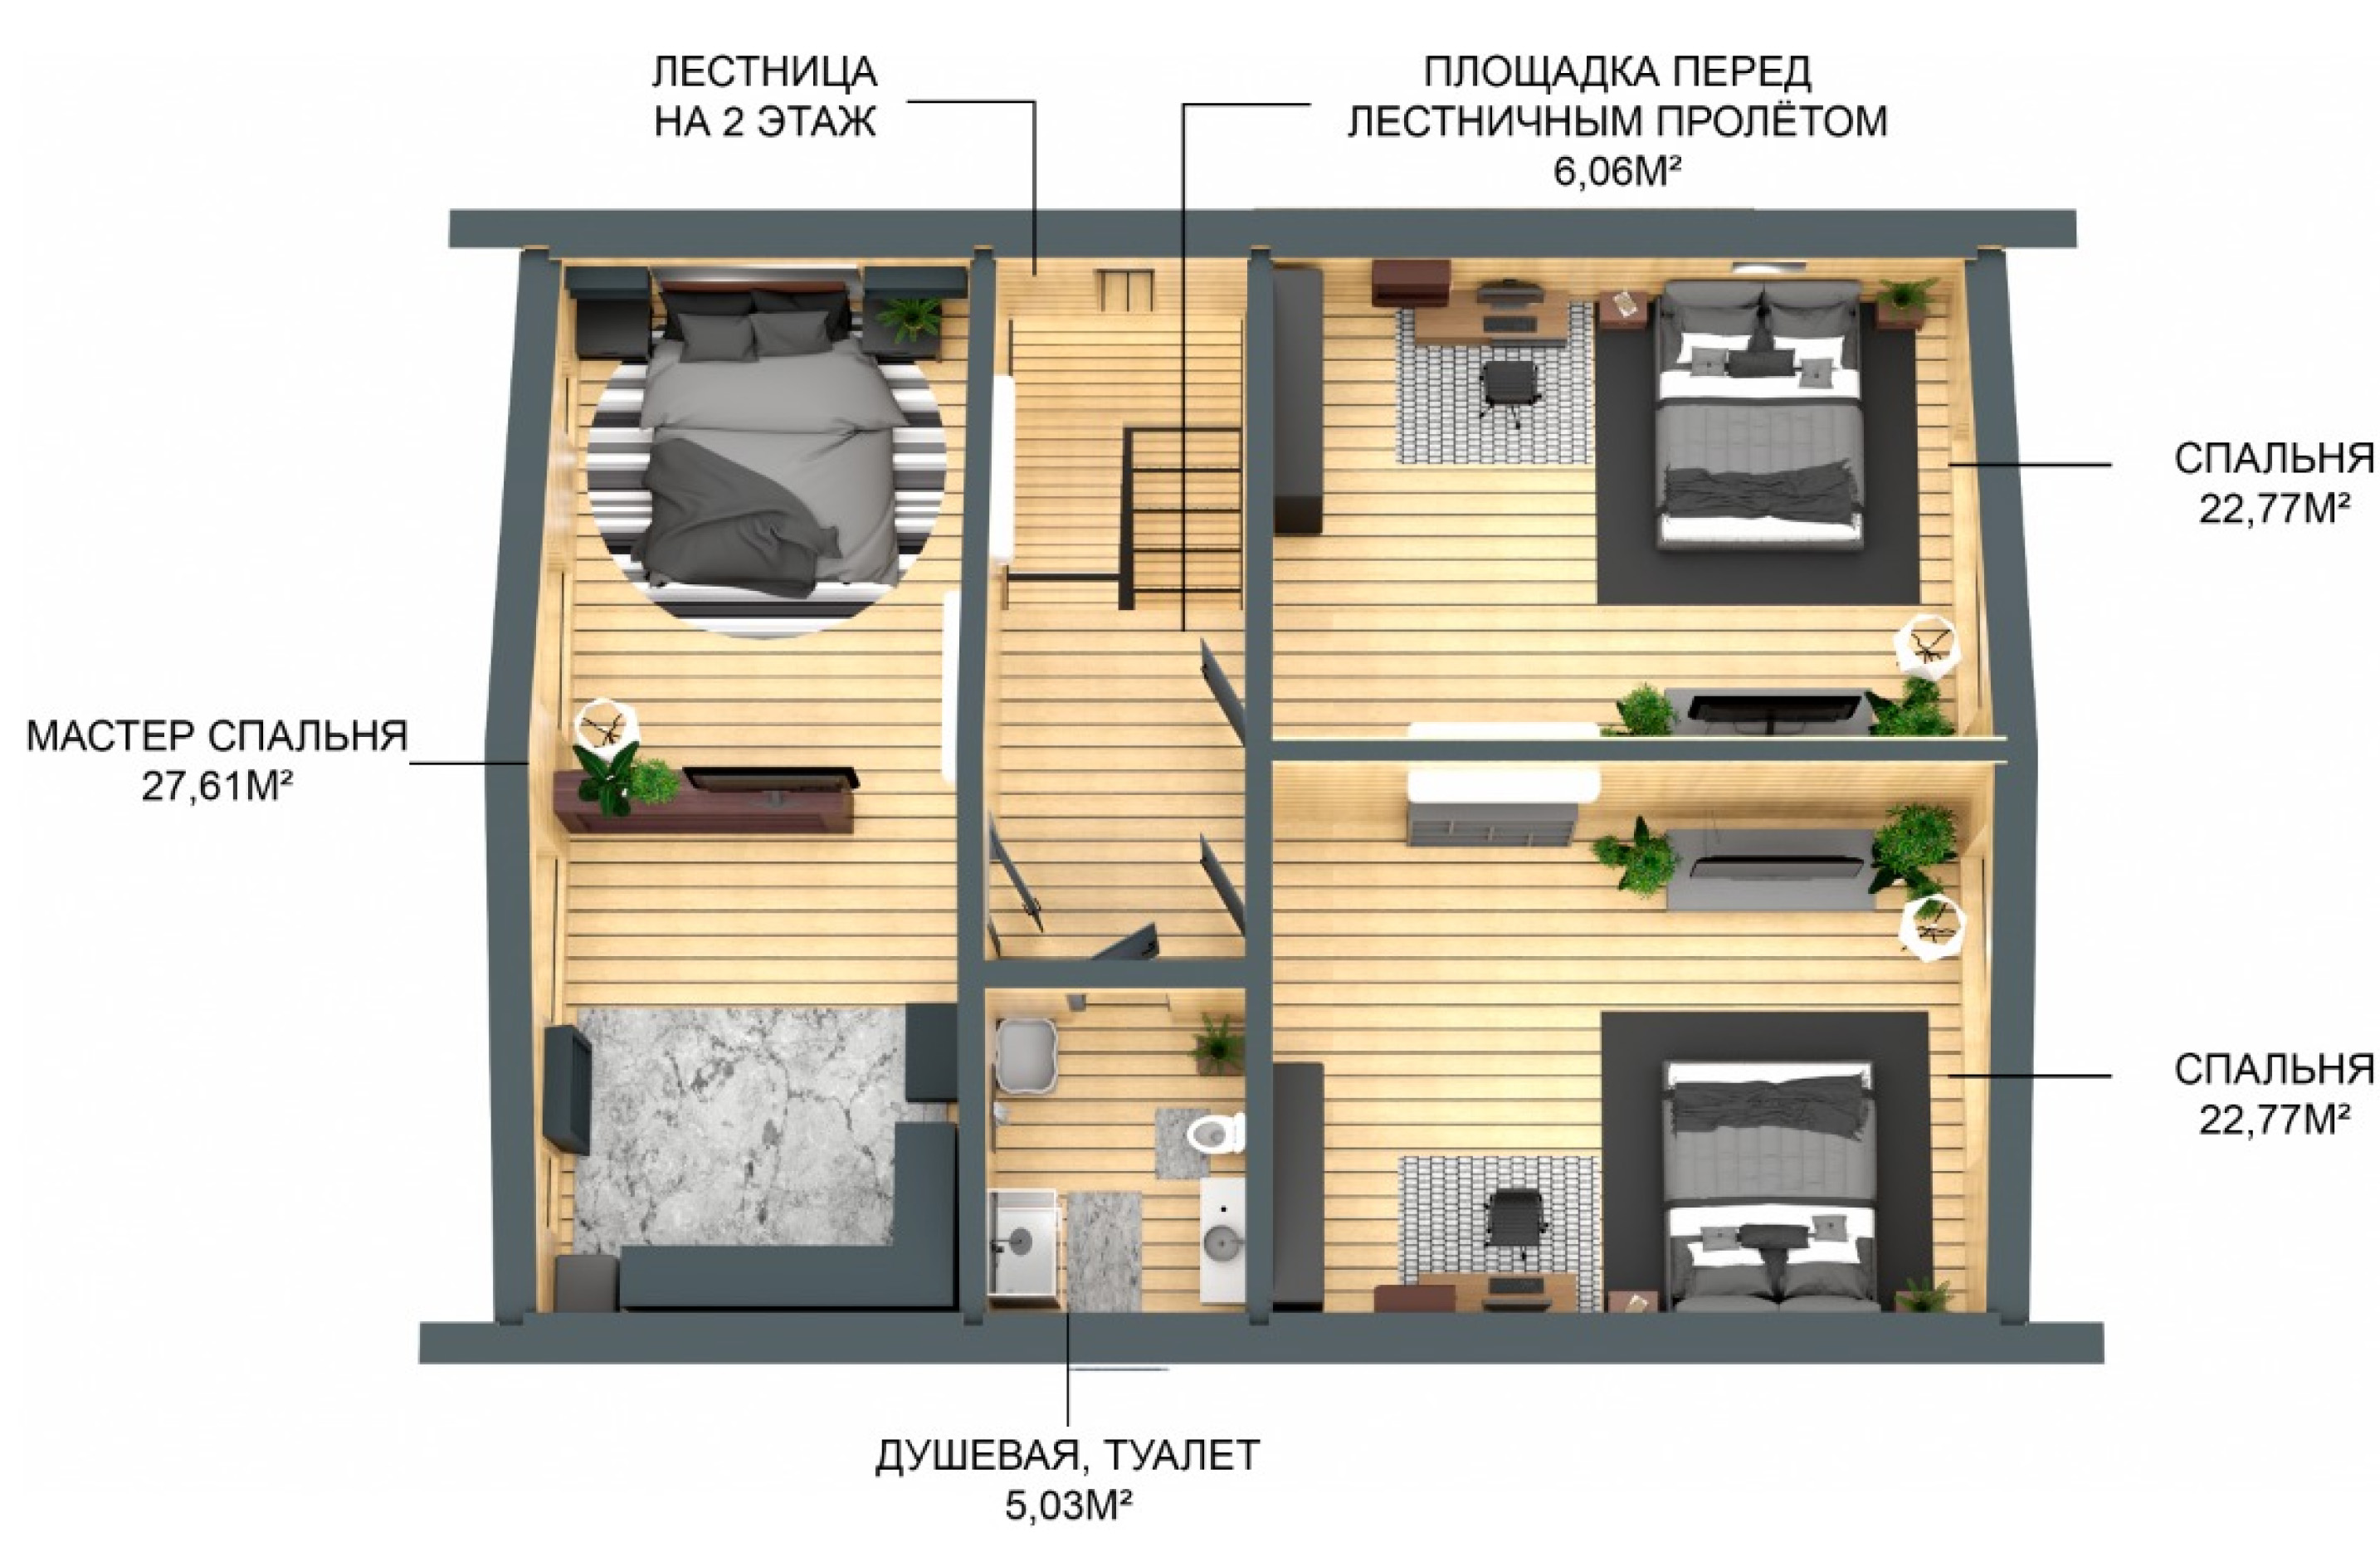 ЛЕСТНИЦА
НА 2 ЭТАЖ
ПЛОЩАДКА ПЕРЕД
ЛЕСТНИЧНЫМ ПРОЛЁТОМ
6,06М²
СПАЛЬНЯ
22,77М²
МАСТЕР СПАЛЬНЯ
27,61М²
СПАЛЬНЯ
22,77М²
ДУШЕВАЯ, ТУАЛЕТ
5,03М²